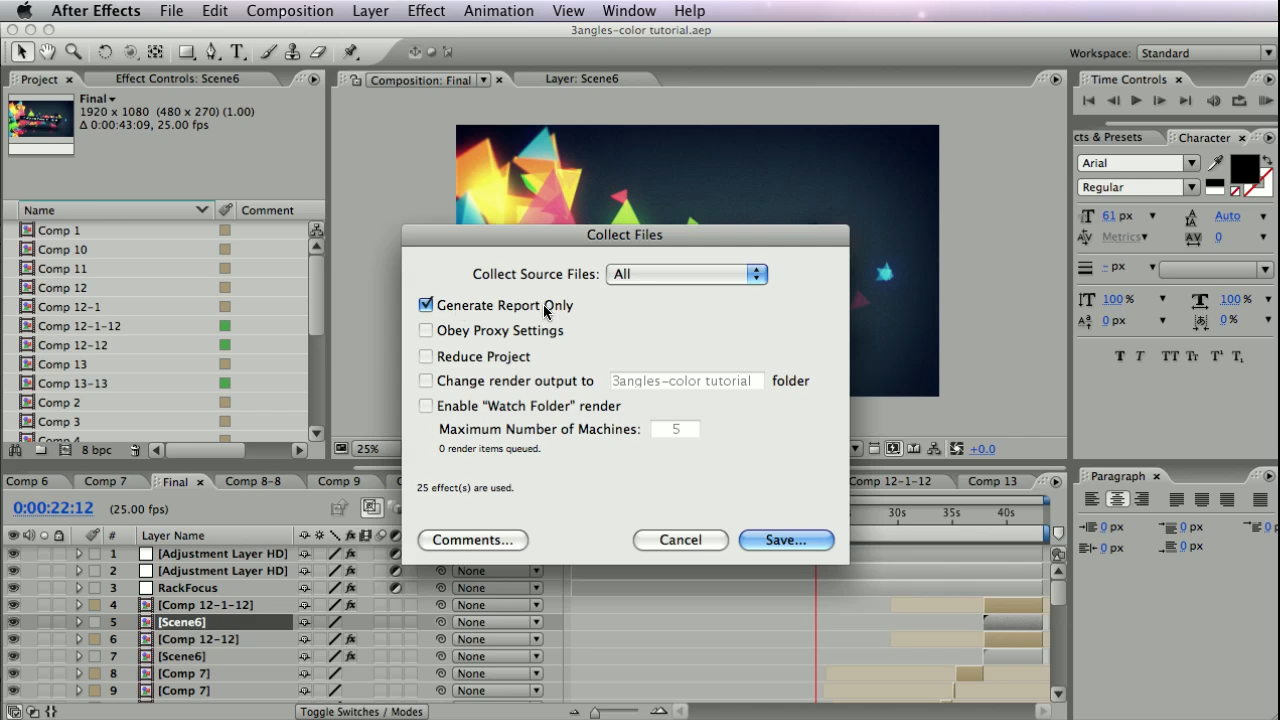 After Effects File Edit Composition Layer Effect Animation View Window Help
3angles-color tutorial.aep
Workspace: Standard
Project Effect Controls: Scene6
Composition: Final Layer: Scene6
Time Controls
Final
1920 x 1080 (480 x 270) (1.00)
Δ 0:00:43:09, 25.00 fps
cts & Presets Character
Arial
Regular
61 px Auto
Metrics 0
- px
100 % 100 %
0 px 0 %
T T TT Tr T¹ T,
Name Comment
Comp 1
Comp 10
Comp 11
Comp 12
Comp 12-1
Comp 12-1-12
Comp 12-12
Comp 13
Comp 13-13
Comp 2
Comp 3
Comp 4
8 bpc
Collect Files
Collect Source Files: All
Generate Report Only
Obey Proxy Settings
Reduce Project
Change render output to 3angles-color tutorial folder
Enable "Watch Folder" render
Maximum Number of Machines: 5
0 render items queued.
25 effect(s) are used.
Comments... Cancel Save...
25% +0.0
Comp 6 Comp 7 Final Comp 8-8 Comp 9 Comp 12-1-12 Comp 13
Paragraph
0 px 0 px 0 px
0 px 0 px
0:00:22:12 (25.00 fps)
30s 35s 40s
# Layer Name
1 [Adjustment Layer HD]
2 [Adjustment Layer HD] None
3 RackFocus None
4 [Comp 12-1-12] None
5 [Scene6] None
6 [Comp 12-12] None
7 [Scene6] None
8 [Comp 7] None
9 [Comp 7] None
Toggle Switches / Modes